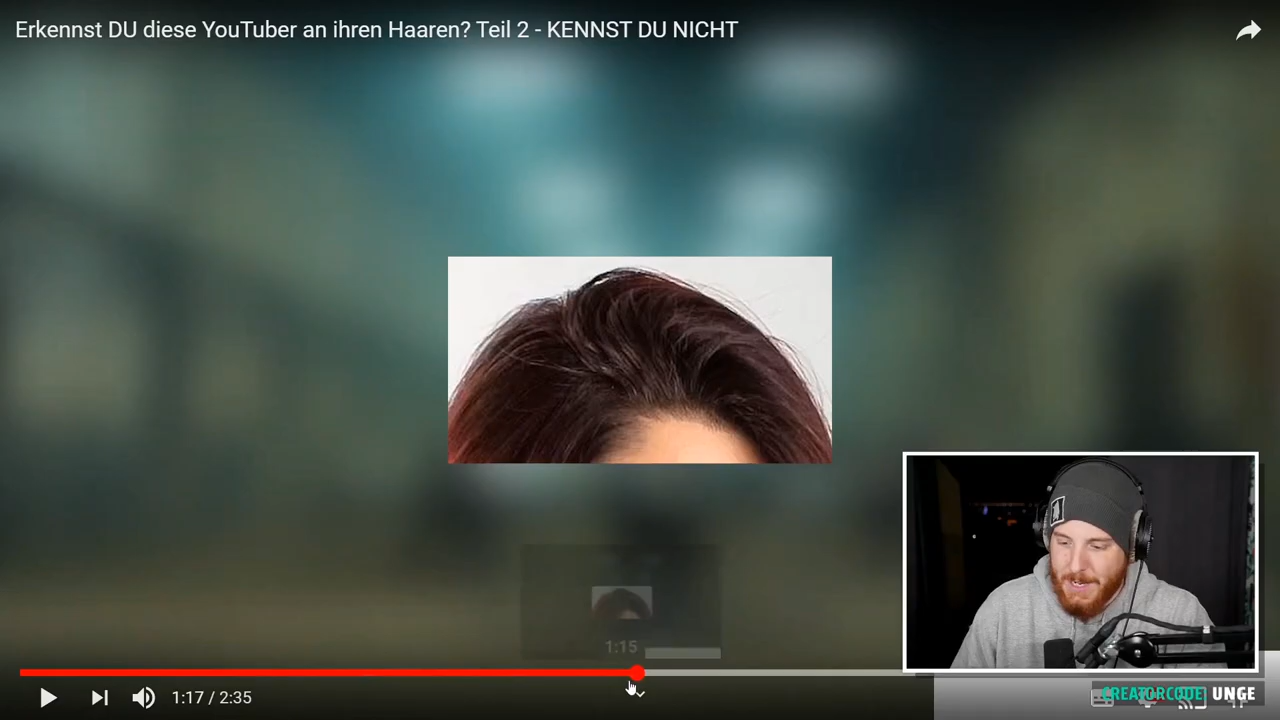 Erkennst DU diese YouTuber an ihren Haaren? Teil 2 - KENNST DU NICHT
1:15
1:17 / 2:35
CREATORCODE UNGE